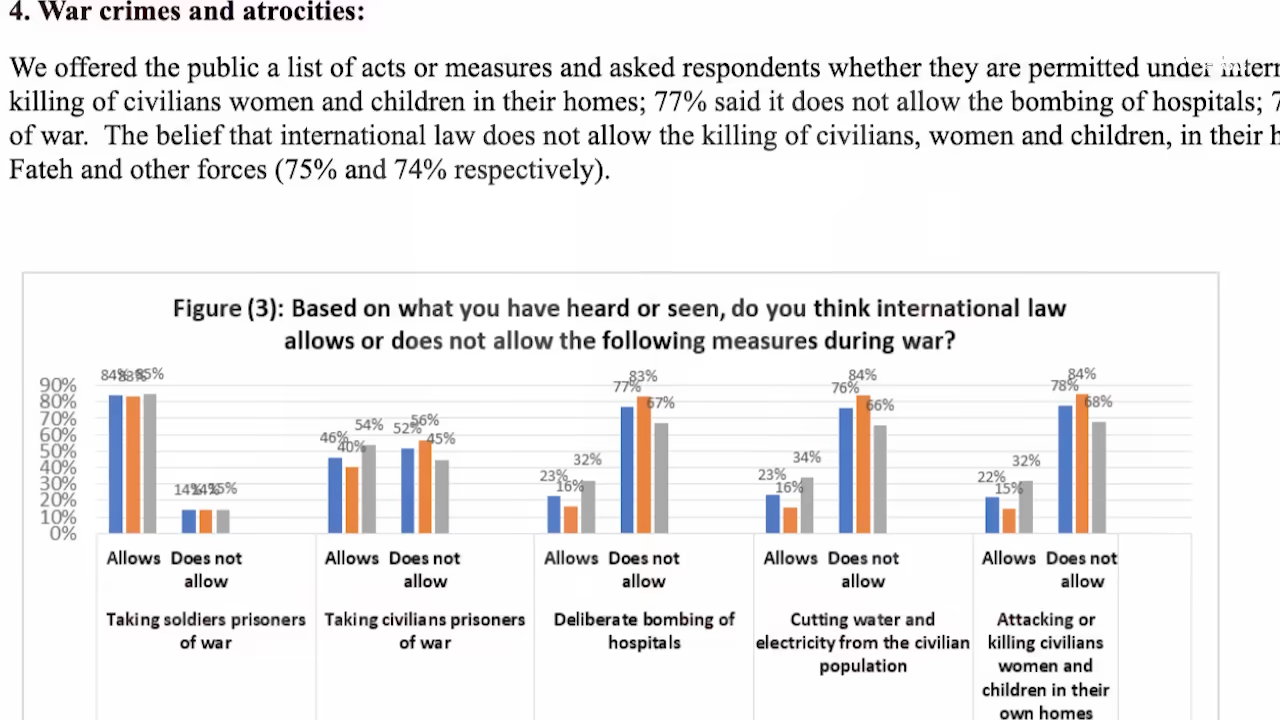 4. War crimes and atrocities:
We offered the public a list of acts or measures and asked respondents whether they are permitted under
killing of civilians women and children in their homes; 77% said it does not allow the bombing of hospitals; 7
of war. The belief that international law does not allow the killing of civilians, women and children, in their h
Fateh and other forces (75% and 74% respectively).
Figure (3): Based on what you have heard or seen, do you think international law
allows or does not allow the following measures during war?
84% 83% 85%
14% 14% 15%
46% 40% 54%
52% 56% 45%
23% 16% 32%
77% 83% 67%
23% 16% 34%
76% 84% 66%
22% 15% 32%
78% 84% 68%
90%
80%
70%
60%
50%
40%
30%
20%
10%
0%
Allows Does not allow Allows Does not allow Allows Does not allow Allows Does not allow Allows Does not allow
Taking soldiers prisoners
of war
Taking civilians prisoners
of war
Deliberate bombing of
hospitals
Cutting water and
electricity from the civilian
population
Attacking or
killing civilians
women and
children in their
own homes